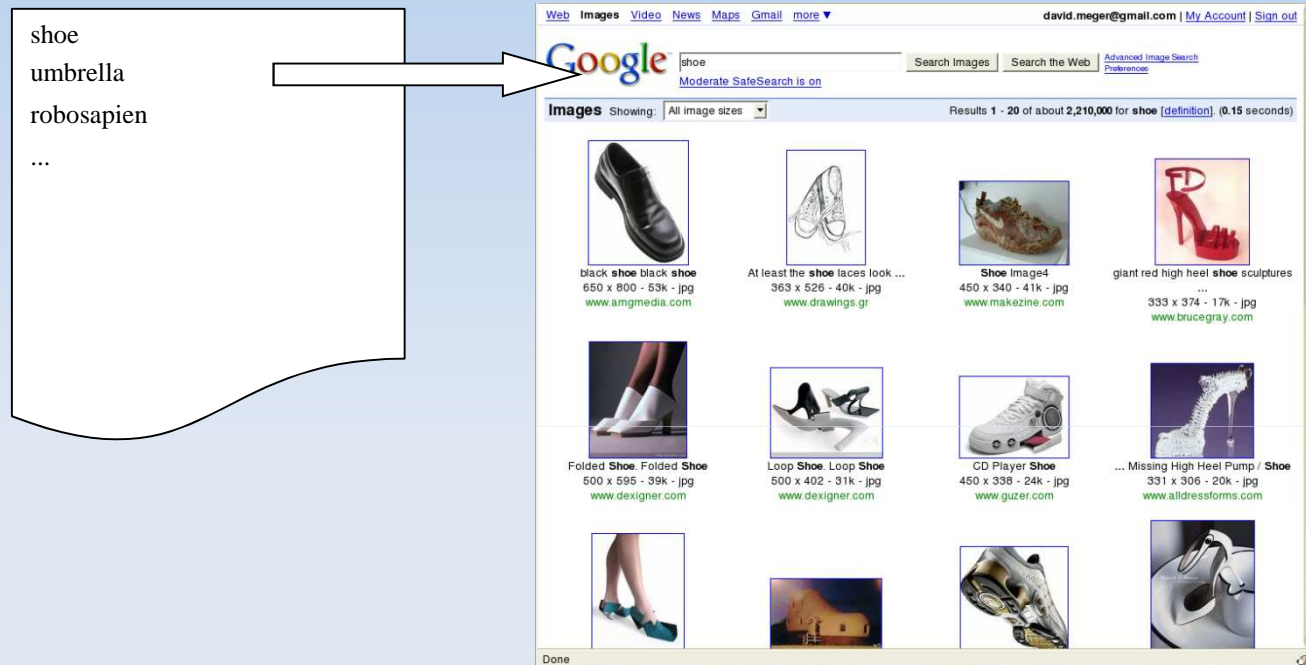 shoe
umbrella
robosapien
...
Web Images Video News Maps Gmail more ▼
david.meger@gmail.com | My Account | Sign out
Google
shoe
Search Images
Search the Web
Advanced Image Search
Preferences
Moderate SafeSearch is on
Images Showing: All image sizes
Results 1 - 20 of about 2,210,000 for shoe [definition]. (0.15 seconds)
black shoe black shoe
650 x 800 - 53k - jpg
www.amgmedia.com
At least the shoe laces look ...
363 x 526 - 40k - jpg
www.drawings.gr
Shoe Image4
450 x 340 - 41k - jpg
www.makezine.com
giant red high heel shoe sculptures
...
333 x 374 - 17k - jpg
www.brucegray.com
Folded Shoe. Folded Shoe
500 x 595 - 39k - jpg
www.dexigner.com
Loop Shoe. Loop Shoe
500 x 402 - 31k - jpg
www.dexigner.com
CD Player Shoe
450 x 338 - 24k - jpg
www.guzer.com
... Missing High Heel Pump / Shoe
331 x 306 - 20k - jpg
www.alldressforms.com
Done